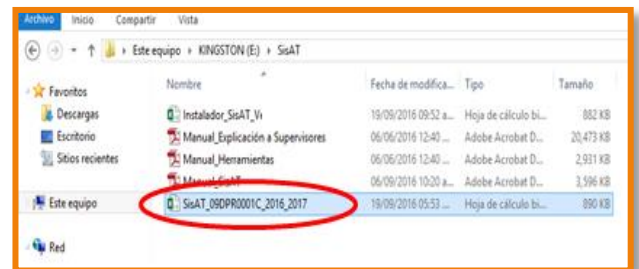 Archivo Inicio Compartir Vista
Este equipo KINGSTON (E:) SisAT
Nombre Fecha de modifica... Tipo Tamaño
Favoritos
Descargas
Escritorio
Sitios recientes
Este equipo
Red
Instalador_SisAT_V 19/09/2016 09:52 a... Hoja de cálculo bi... 882 KB
Manual_Explicación a Supervisores 06/06/2016 12:40 ... Adobe Acrobat D... 20,473 KB
Manual_Herramientas 06/06/2016 12:40 ... Adobe Acrobat D... 2,931 KB
Manual_SisAT 06/09/2016 10:20 a... Adobe Acrobat D... 3,596 KB
SisAT_09DPR0001C_2016_2017 19/09/2016 05:53 ... Hoja de cálculo bi... 890 KB